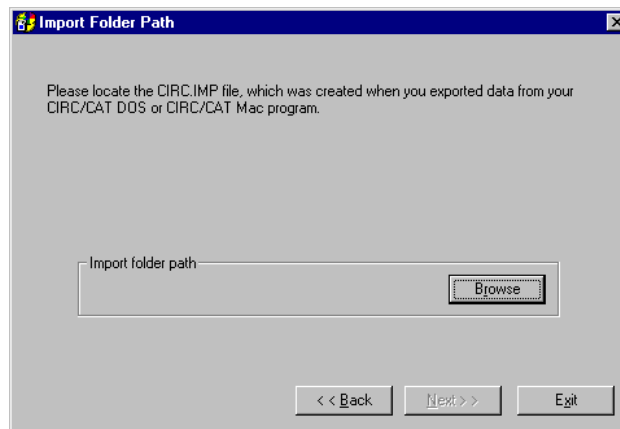 Import Folder Path
Please locate the CIRC.IMP file, which was created when you exported data from your
CIRC/CAT DOS or CIRC/CAT Mac program.
Import folder path
Browse
< < Back
Next > >
Exit